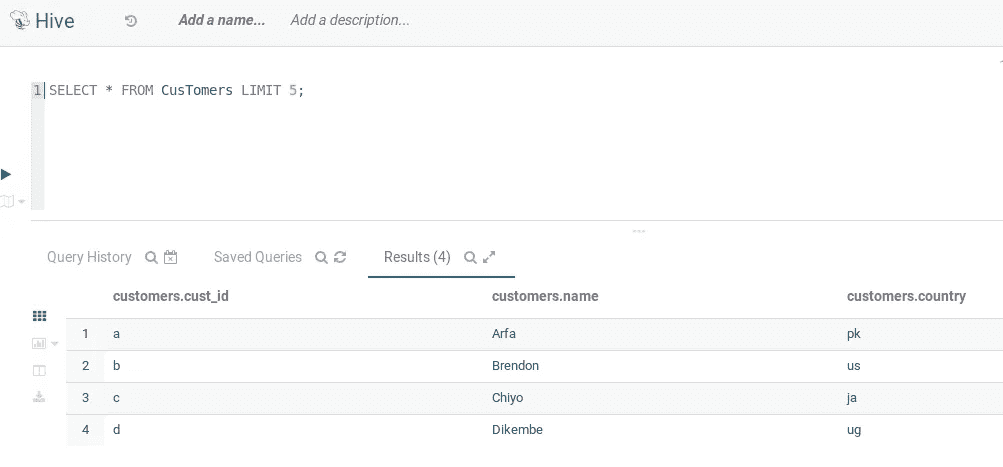 Hive Add a name... Add a description...
1 SELECT * FROM CusTomers LIMIT 5;
Query History Saved Queries Results (4)
customers.cust_id customers.name customers.country
1 a Arfa pk
2 b Brendon us
3 c Chiyo ja
4 d Dikembe ug